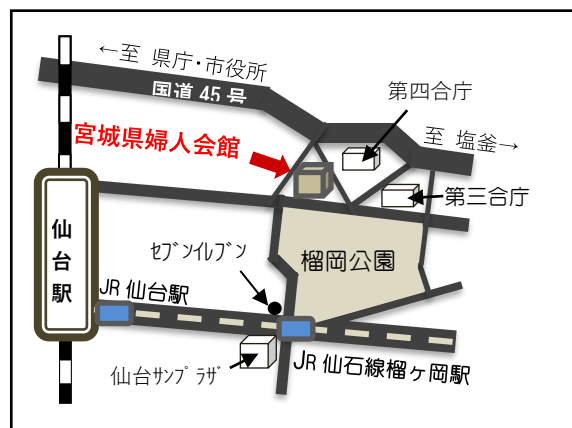 ←至 県庁・市役所
国道45号
第四合庁
至 塩釜→
宮城県婦人会館
第三合庁
仙台駅
榴岡公園
ｾﾌﾞﾝｲﾚﾌﾞﾝ
JR 仙台駅
仙台ｻﾝﾌﾟﾗｻﾞ
JR 仙石線榴ヶ岡駅